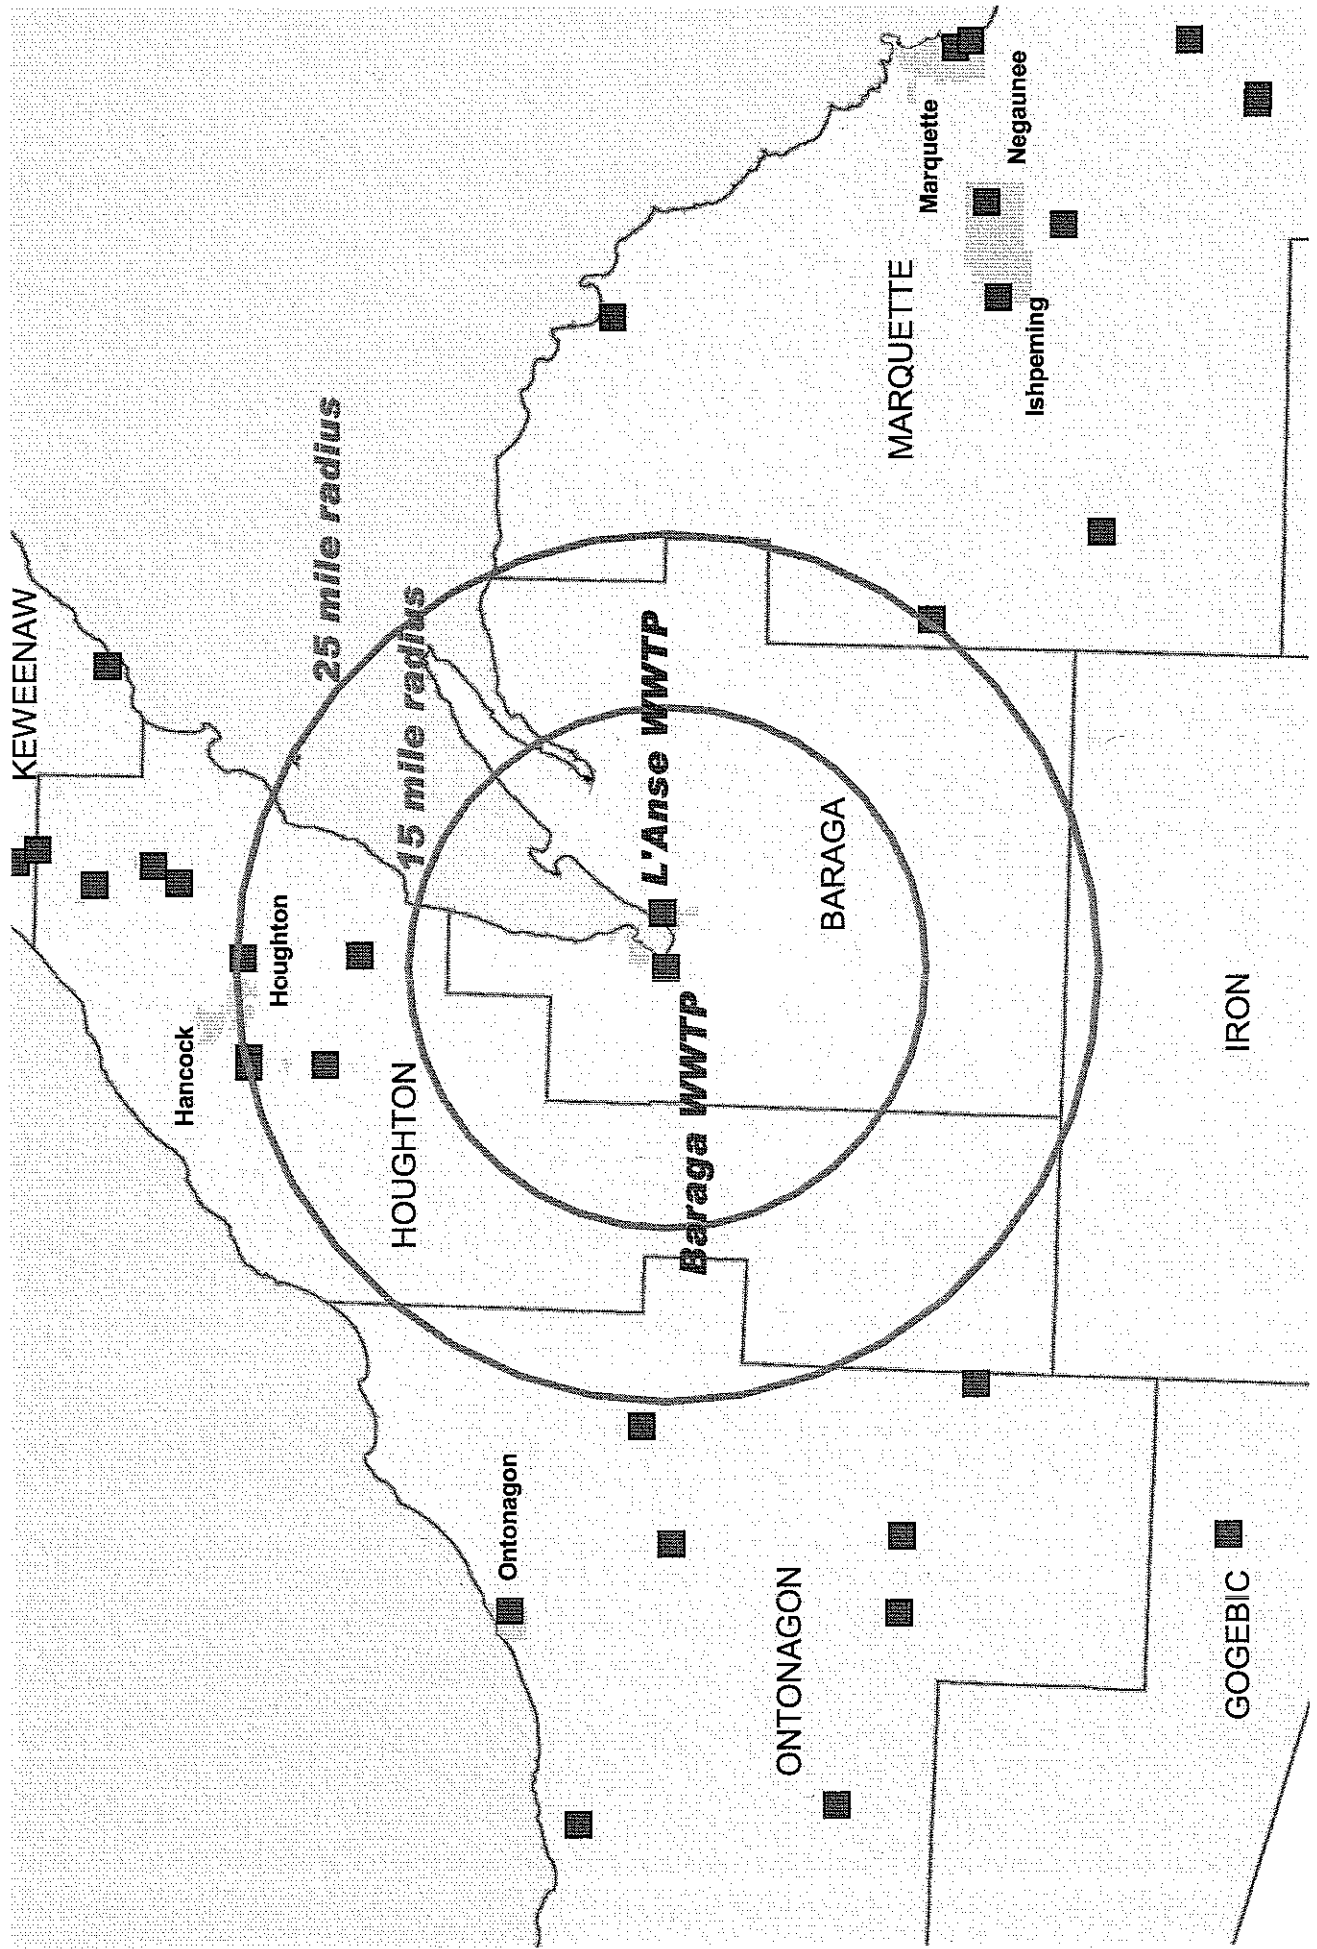 KEWEENAW
25 mile radius
15 mile radius
Hancock
Houghton
HOUGHTON
Ontonagon
L'Anse WWTP
Baraga WWTP
BARAGA
MARQUETTE
Marquette
Negaunee
Ishpeming
ONTONAGON
IRON
GOGEBIC